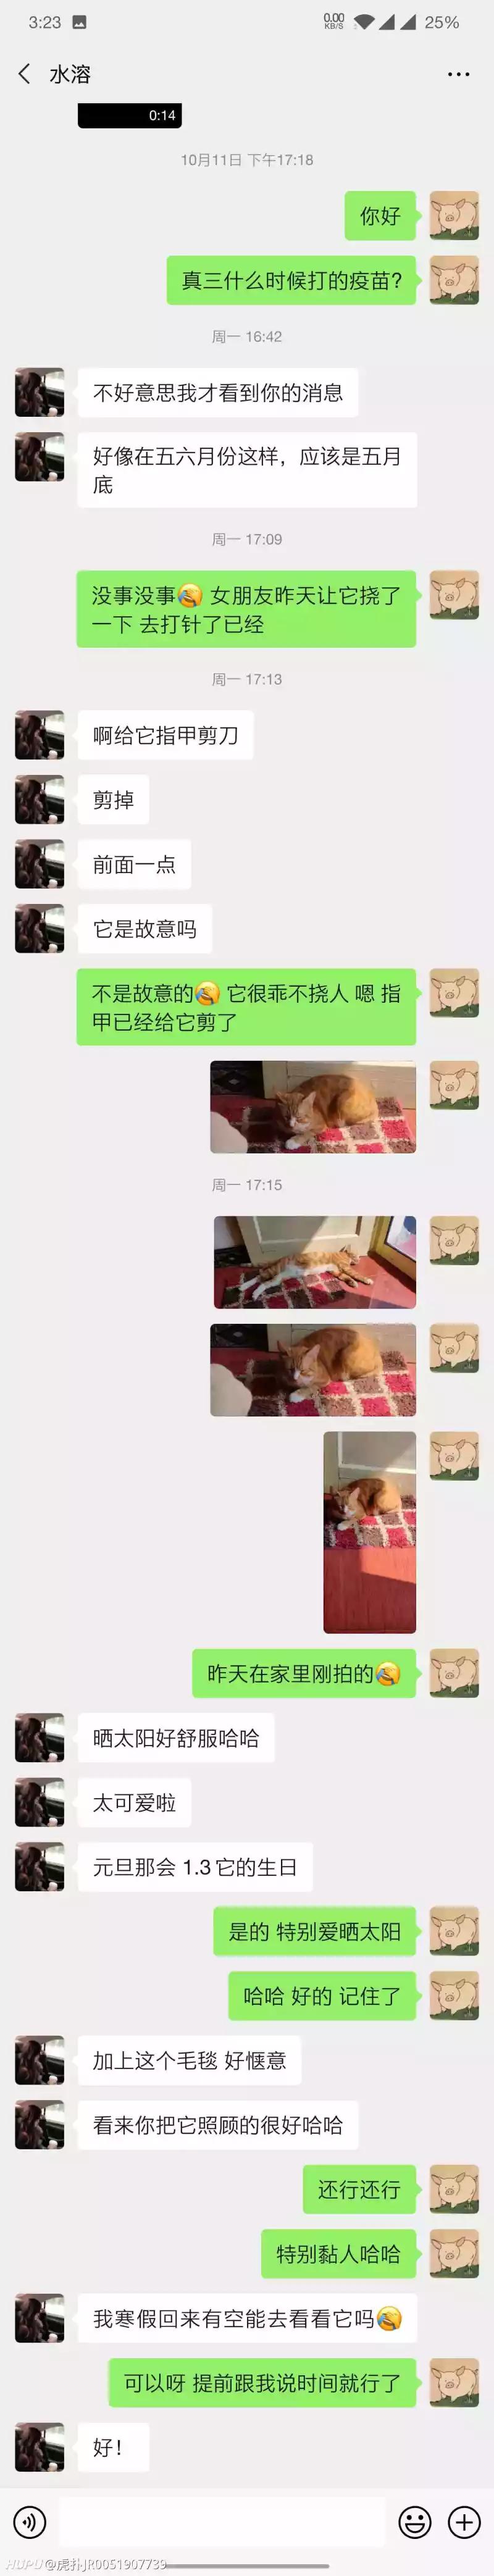 3:23
0.00
KB/S
25%
水溶
0:14
10月11日 下午17:18
你好
真三什么时候打的疫苗?
周一 16:42
不好意思我才看到你的消息
好像在五六月份这样，应该是五月
底
周一 17:09
没事没事😂 女朋友昨天让它挠了
一下 去打针了已经
周一 17:13
啊给它指甲剪刀
剪掉
前面一点
它是故意吗
不是故意的😂 它很乖不挠人 嗯 指
甲已经给它剪了
周一 17:15
昨天在家里刚拍的😂
晒太阳好舒服哈哈
太可爱啦
元旦那会 1.3它的生日
是的 特别爱晒太阳
哈哈 好的 记住了
加上这个毛毯 好惬意
看来你把它照顾的很好哈哈
还行还行
特别黏人哈哈
我寒假回来有空能去看看它吗😂
可以呀 提前跟我说时间就行了
好！
HUPU @虎扑JR0051907739